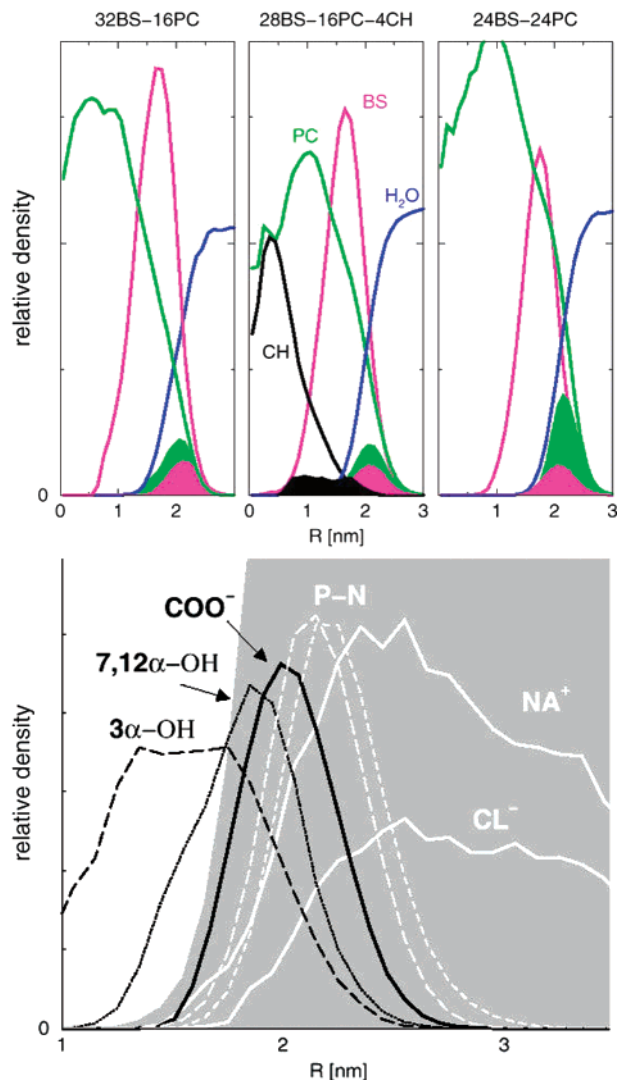 32BS−16PC 28BS−16PC−4CH 24BS−24PC
relative density
PC
BS
H₂O
CH
0
0 1 2 0 1 2 3 0 1 2 3
R [nm]
relative density
COO⁻
P−N
7,12α−OH
NA⁺
3α−OH
CL⁻
0
1 2 3
R [nm]